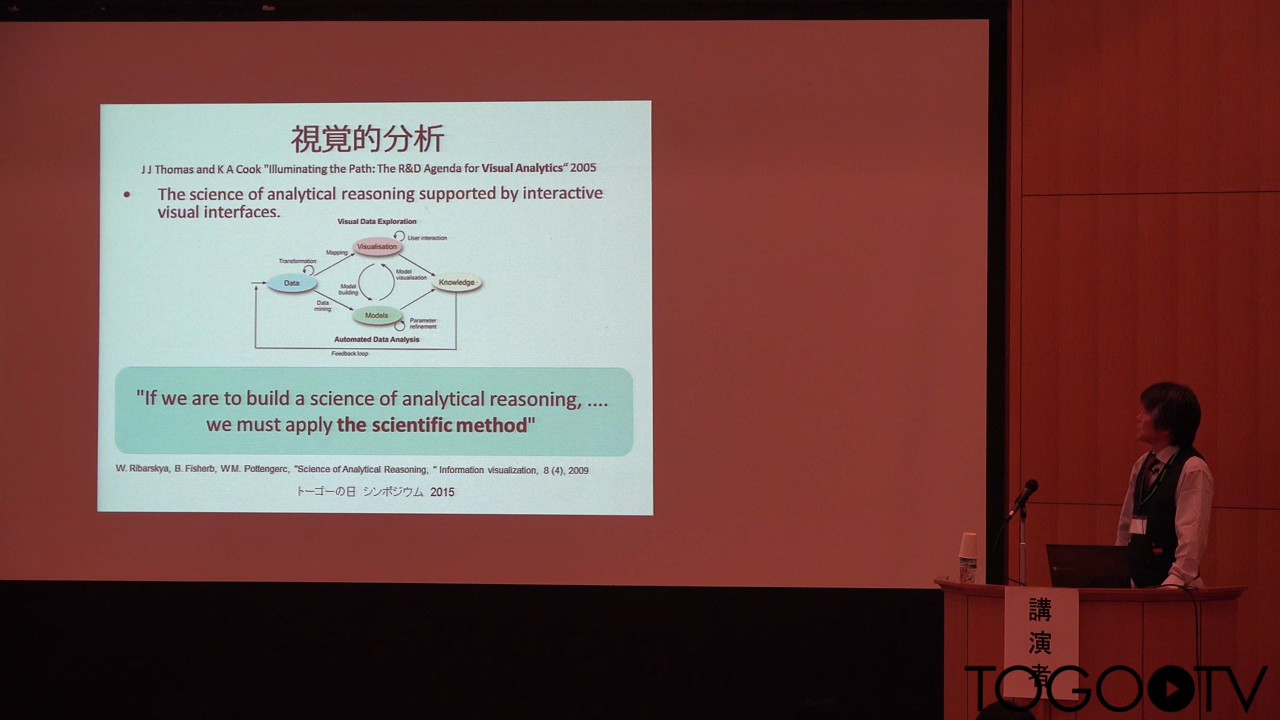 視覚的分析
J J Thomas and K A Cook "Illuminating the Path: The R&D Agenda for Visual Analytics“ 2005
• The science of analytical reasoning supported by interactive
visual interfaces.
Visual Data Exploration
User interaction
Visualisation
Mapping
Transformation
Data
Model
visualisation
Knowledge
Model
building
Data
mining
Models
Parameter
refinement
Automated Data Analysis
Feedback loop
"If we are to build a science of analytical reasoning, ....
we must apply the scientific method"
W. Ribarskya, B. Fisherb, W.M. Pottengerc, "Science of Analytical Reasoning, " Information visualization, 8 (4), 2009
トーゴーの日 シンポジウム 2015
講
演
者
TOGOTV